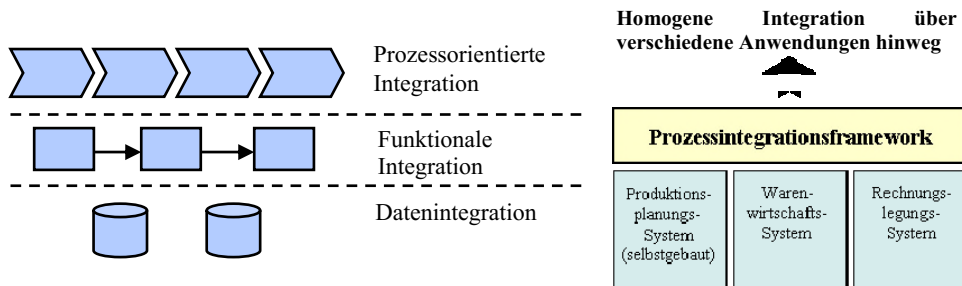 Prozessorientierte
Integration
Funktionale
Integration
Datenintegration
Homogene Integration über
verschiedene Anwendungen hinweg
Prozessintegrationsframework
Produktions-
planungs-
System
(selbstgebaut)
Waren-
wirtschafts-
System
Rechnungs-
legungs-
System